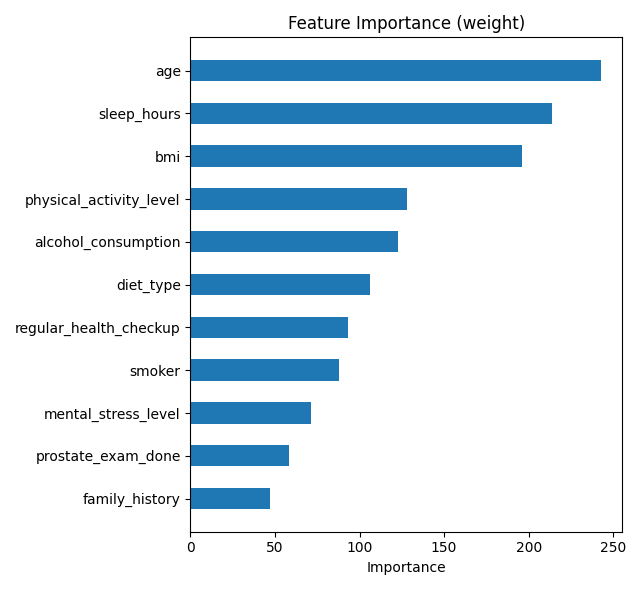 Feature Importance (weight)
age
sleep_hours
bmi
physical_activity_level
alcohol_consumption
diet_type
regular_health_checkup
smoker
mental_stress_level
prostate_exam_done
family_history
0 50 100 150 200 250
Importance